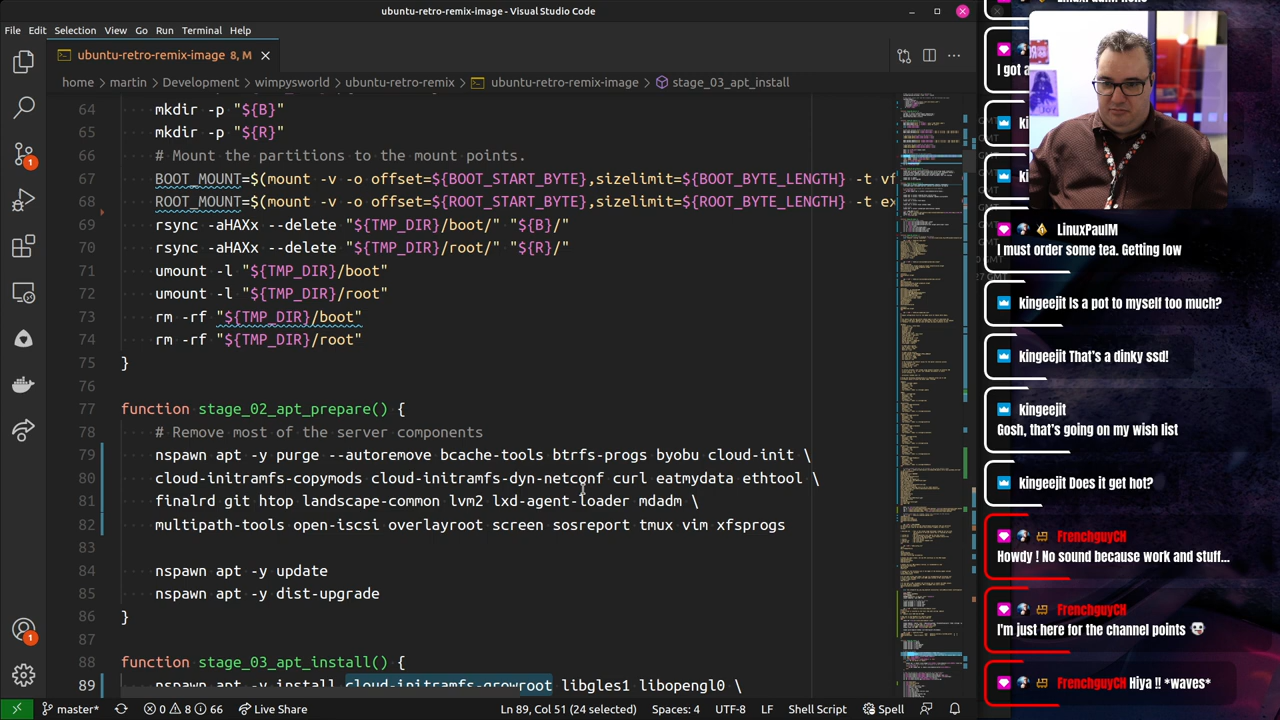 ubuntu-retro-remix-image - Visual Studio Code
File Edit Selection View Go Run Terminal Help
ubuntu-retro-remix-image 8, M
home martin Development wimpysworld ubuntu-retro-remix ubuntu-retro-remix-image stage_03_apt_install
64 mkdir -p "${B}"
65 mkdir -p "${R}"
66 # Mount the partitions to the mount points.
67 BOOT_MOUNT=$(mount -v -o offset=${BOOT_START_BYTE},sizelimit=${BOOT_BYTE_LENGTH} -t vf
68 ROOT_MOUNT=$(mount -v -o offset=${ROOT_START_BYTE},sizelimit=${ROOT_BYTE_LENGTH} -t ex
69 rsync -aHAXx --delete "${TMP_DIR}/boot/" "${B}/"
70 rsync -aHAXx --delete "${TMP_DIR}/root/" "${R}/"
71 umount -l "${TMP_DIR}/boot"
72 umount -l "${TMP_DIR}/root"
73 rm -rf "${TMP_DIR}/boot"
74 rm -rf "${TMP_DIR}/root"
75 }
76
77 function stage_02_apt_prepare() {
78 # Remove most of the server components
79 nspawn apt -y purge --autoremove bcache-tools btrfs-progs byobu cloud-init \
80 cloud-initramfs-copymods cloud-initramfs-dyn-netconf curl eatmydata ethtool \
81 finalrd git htop landscape-common lvm2 lxd-agent-loader mdadm \
82 multipath-tools open-iscsi overlayroot screen sosreport tmux vim xfsprogs
83
84 nspawn apt -y update
85 nspawn apt -y dist-upgrade
86 }
87
88 function stage_03_apt_install() {
89 libgles1 libopengl0 \
master* 0 8 0 Live Share Ln 89, Col 51 (24 selected) Spaces: 4 UTF-8 LF Shell Script Spell
1
1
I got a
LinuxPaulM
I must order some tea. Getting low
kingeejit Is a pot to myself too much?
kingeejit That's a dinky ssd!
kingeejit
Gosh, that's going on my wish list
kingeejit Does it get hot?
FrenchguyCH
Howdy ! No sound because work and stuff...
FrenchguyCH
I'm just here for the channel points
FrenchguyCH Hiya !! *waves*